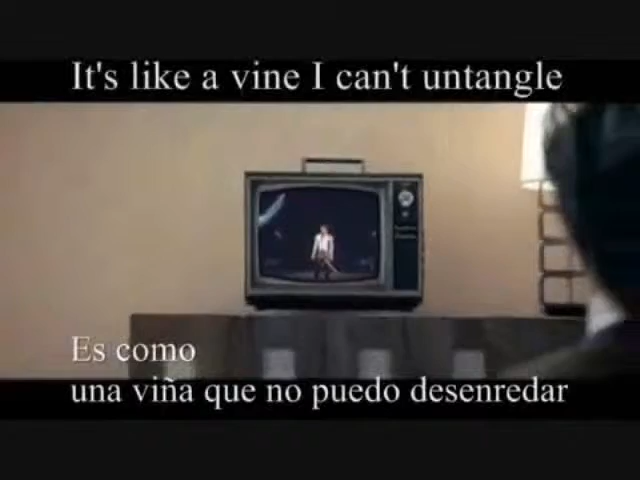 It's like a vine I can't untangle
Es como
una viña que no puedo desenredar